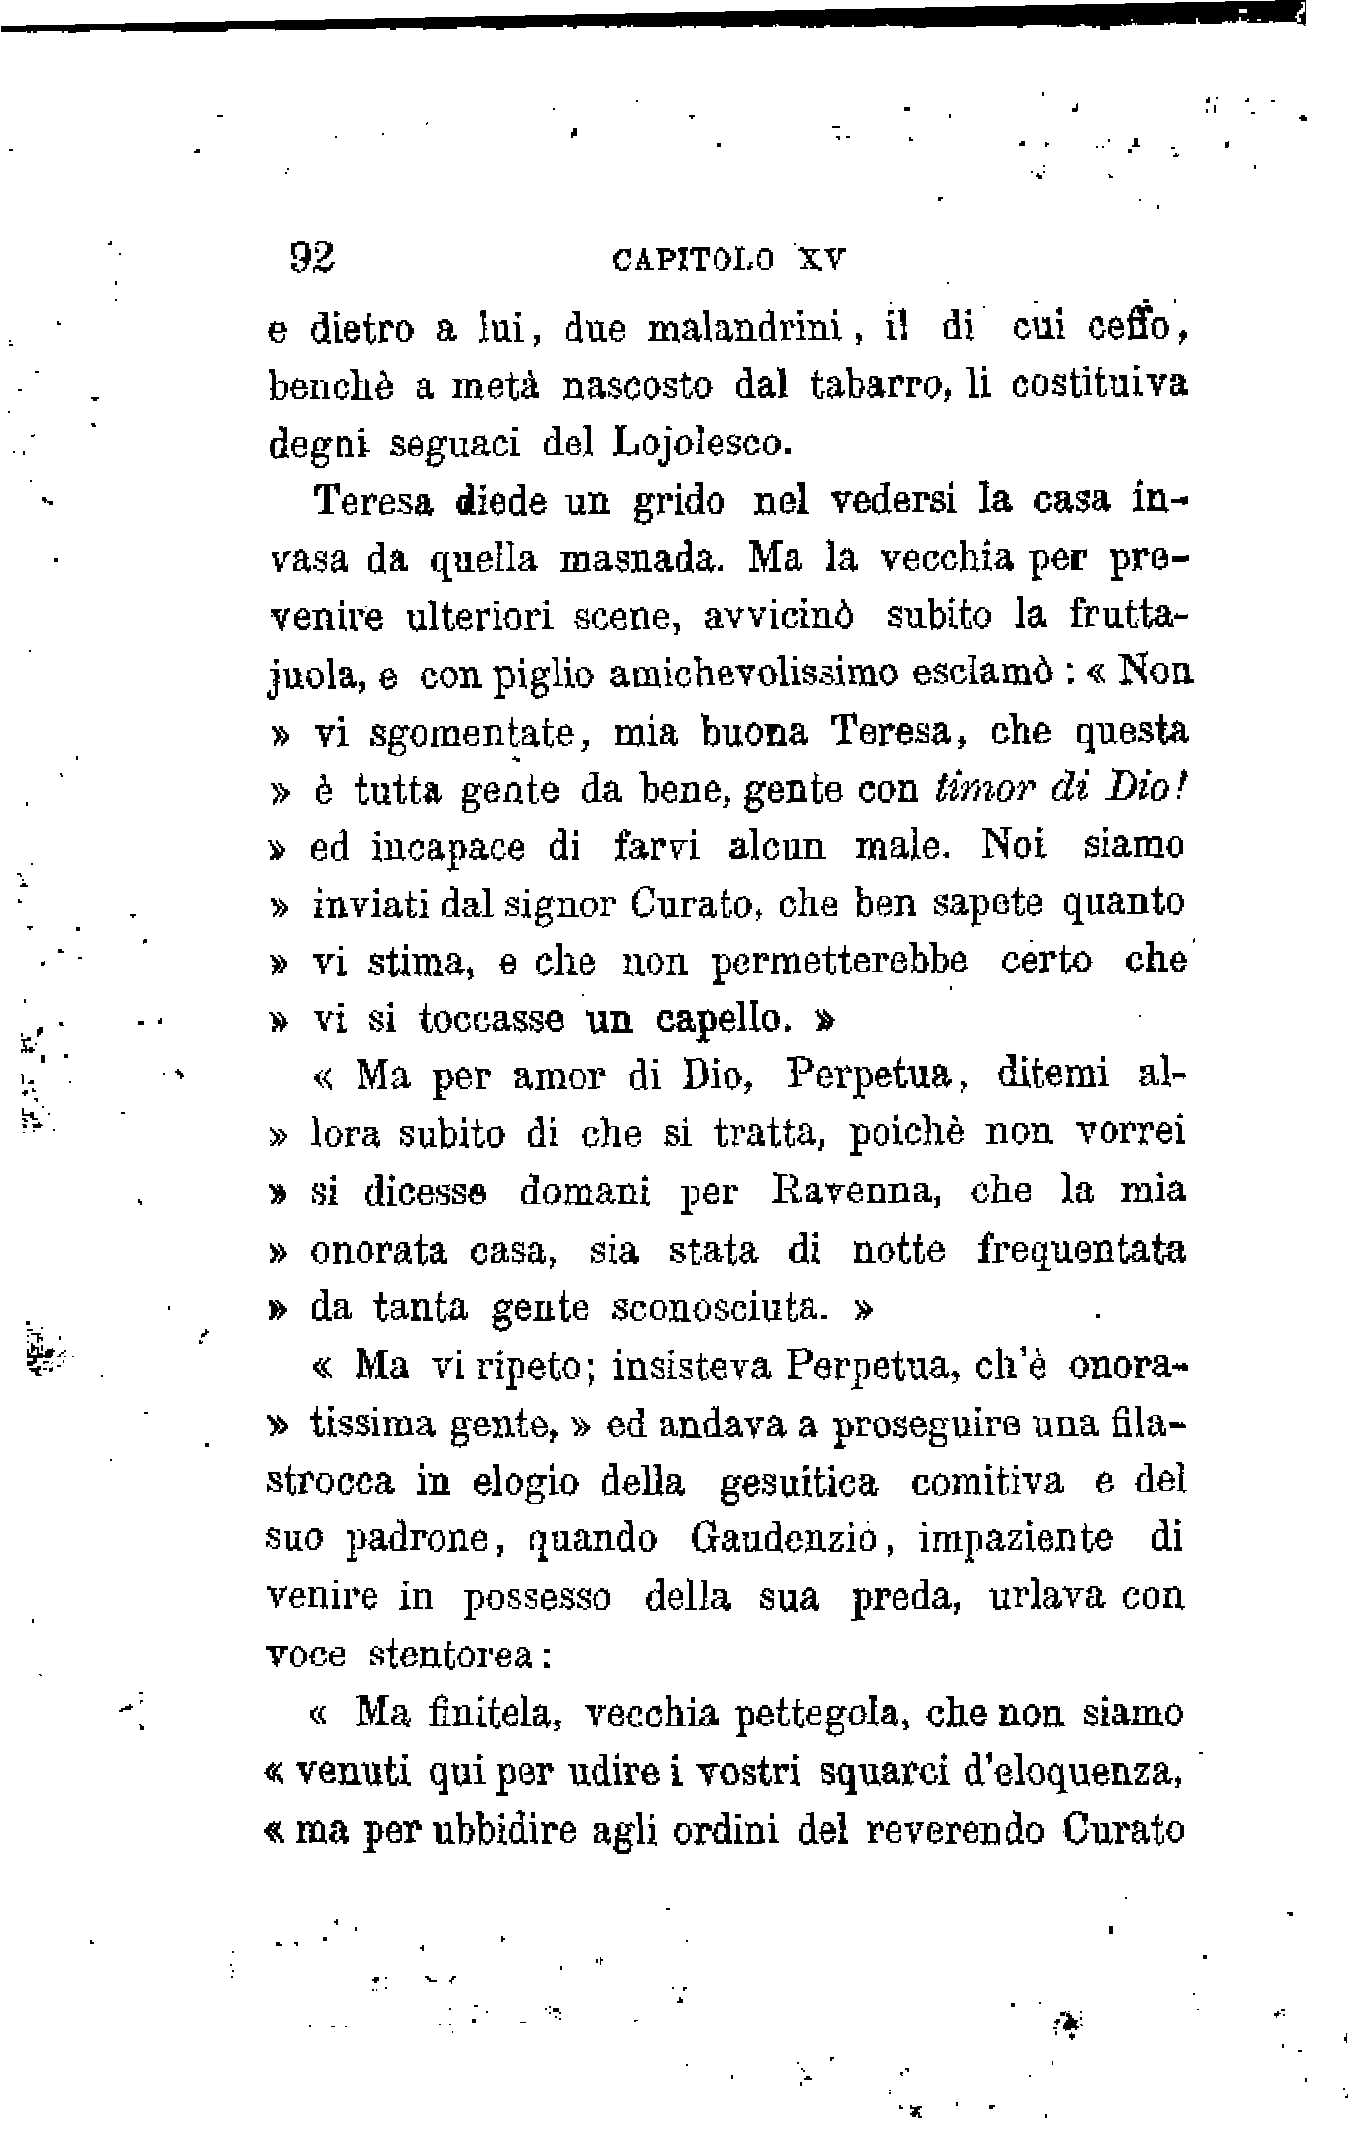 92 CAPITOLO XV
e dietro a lui, due malandrini, il di cui ceffo,
benchè a metà nascosto dal tabarro, li costituiva
degni seguaci del Lojolesco.
Teresa diede un grido nel vedersi la casa in-
vasa da quella masnada. Ma la vecchia per pre-
venire ulteriori scene, avvicinò subito la frutta-
juola, e con piglio amichevolissimo esclamò : « Non
» vi sgomentate, mia buona Teresa, che questa
» è tutta gente da bene, gente con timor di Dio!
» ed incapace di farvi alcun male. Noi siamo
» inviati dal signor Curato, che ben sapete quanto
» vi stima, e che non permetterebbe certo che
» vi si toccasse un capello. »
« Ma per amor di Dio, Perpetua, ditemi al-
» lora subito di che si tratta, poichè non vorrei
» si dicesse domani per Ravenna, che la mia
» onorata casa, sia stata di notte frequentata
» da tanta gente sconosciuta. »
« Ma vi ripeto; insisteva Perpetua, ch'è onora-
» tissima gente, » ed andava a proseguire una fila-
strocca in elogio della gesuitica comitiva e del
suo padrone, quando Gaudenzio, impaziente di
venire in possesso della sua preda, urlava con
voce stentorea:
« Ma finitela, vecchia pettegola, che non siamo
« venuti qui per udire i vostri squarci d'eloquenza,
« ma per ubbidire agli ordini del reverendo Curato